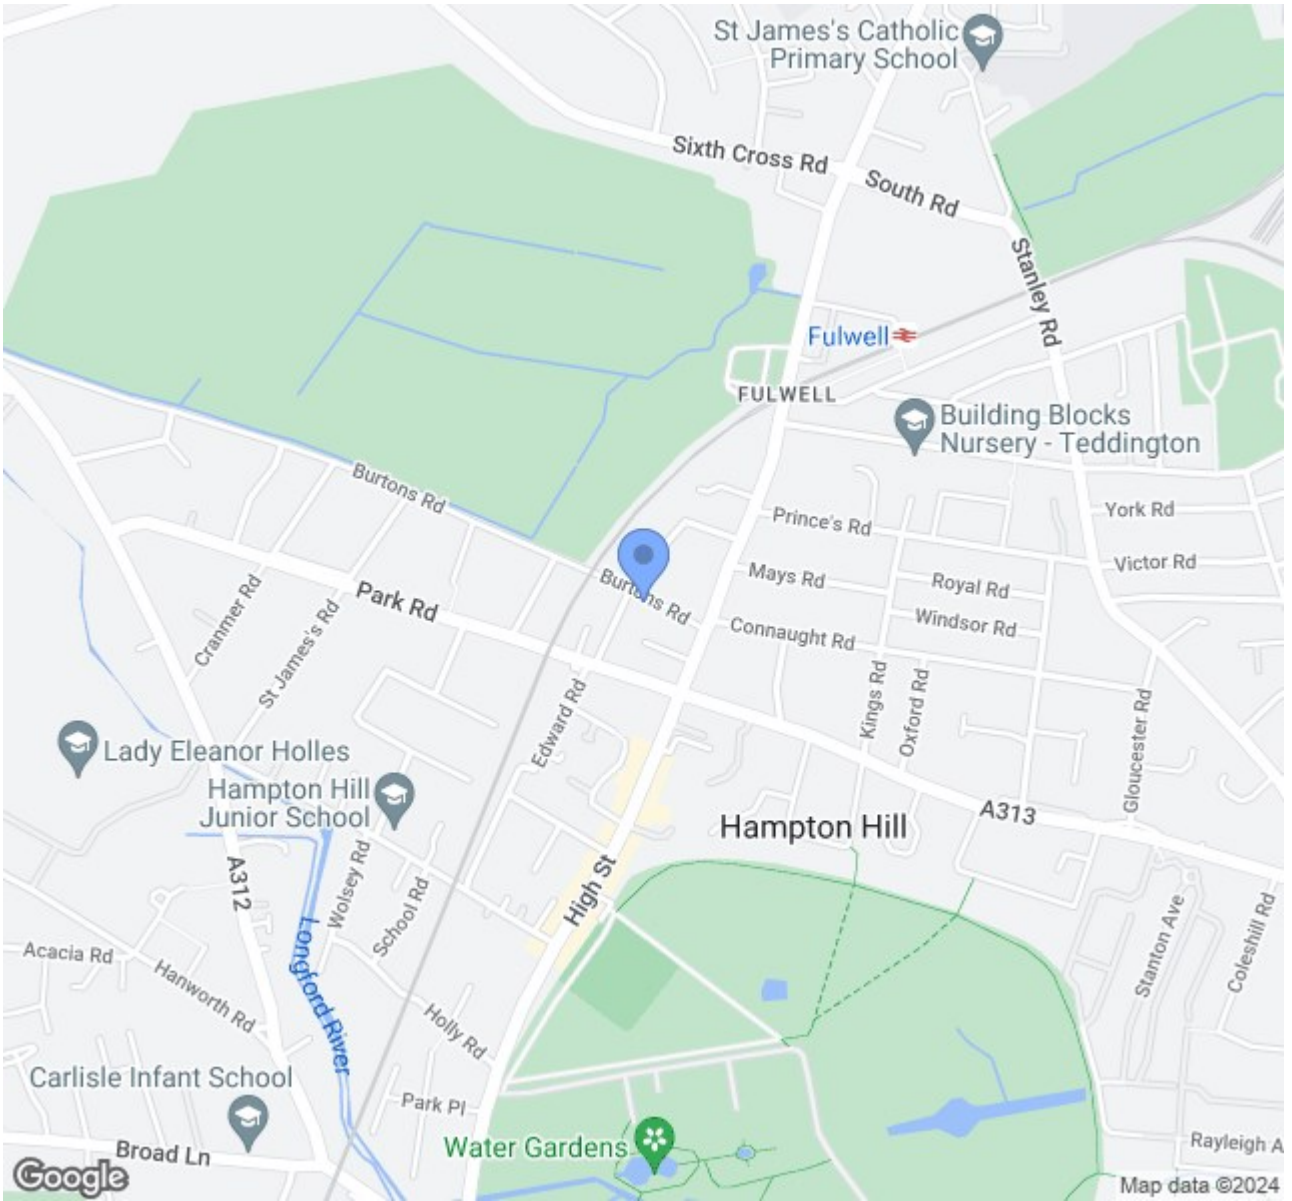 St James's Catholic
Primary School
Sixth Cross Rd
South Rd
Stanley Rd
Fulwell
FULWELL
Building Blocks
Nursery - Teddington
Burtons Rd
York Rd
Prince's Rd
Victor Rd
Mays Rd
Royal Rd
Burtons Rd
Windsor Rd
Park Rd
Connaught Rd
Cranmer Rd
St James's Rd
Kings Rd
Oxford Rd
Edward Rd
Gloucester Rd
Lady Eleanor Holles
Hampton Hill
Junior School
A313
Hampton Hill
A312
High St
Wolsey Rd
School Rd
Longford River
Acacia Rd
Hanworth Rd
Stanton Ave
Coleshill Rd
Holly Rd
Carlisle Infant School
Park Pl
Broad Ln
Water Gardens
Rayleigh A
Google
Map data ©2024